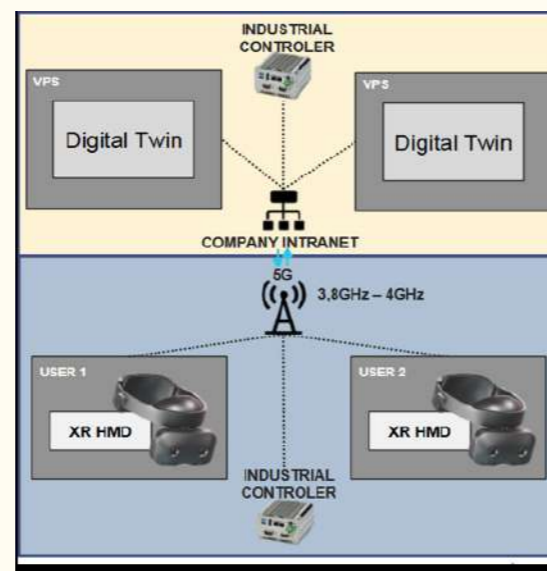 INDUSTRIAL
CONTROLER
VPS
Digital Twin
VPS
Digital Twin
COMPANY INTRANET
5G
3,8GHz – 4GHz
USER 1
XR HMD
USER 2
XR HMD
INDUSTRIAL
CONTROLER